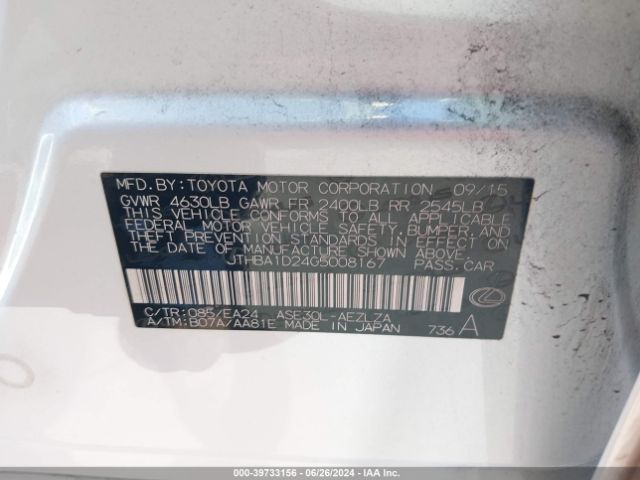 MFD. BY: TOYOTA MOTOR CORPORATION 09/15
GVWR 4630LB GAWR FR 2400LB RR 2545LB
THIS VEHICLE CONFORMS TO ALL APPLICABLE
FEDERAL MOTOR VEHICLE SAFETY, BUMPER, AND
THEFT PREVENTION STANDARDS IN EFFECT ON
THE DATE OF MANUFACTURE SHOWN ABOVE.
JTHBA1D24G5008167 PASS.CAR
C/TR: 085/EA24 ASE30L-AEZLZA
A/TM: B07A/AA81E MADE IN JAPAN 736 A
000-39733156 | 06/26/2024 | IAA Inc.